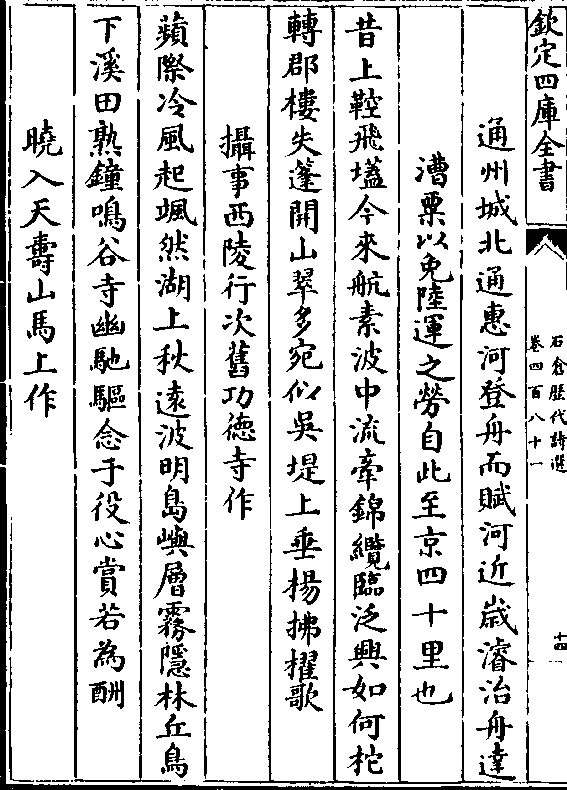 欽定四庫全書
石倉歷代詩選
卷四百八十一
十四
通州城北通惠河登舟而賦河近歲濬治舟達
漕粟以免陸運之勞自此至京四十里也
昔上鞚飛壒今來航素波中流牽錦纜臨泛興如何柁
轉郡樓失蓬開山翠多宛似吳堤上垂楊拂櫂歌
攝事西陵行次舊功德寺作
蘋際冷風起颯然湖上秋遠波明島嶼層霧隱林丘鳥
下溪田熟鐘鳴谷寺幽馳驅念于役心賞若為酬
曉入天壽山馬上作